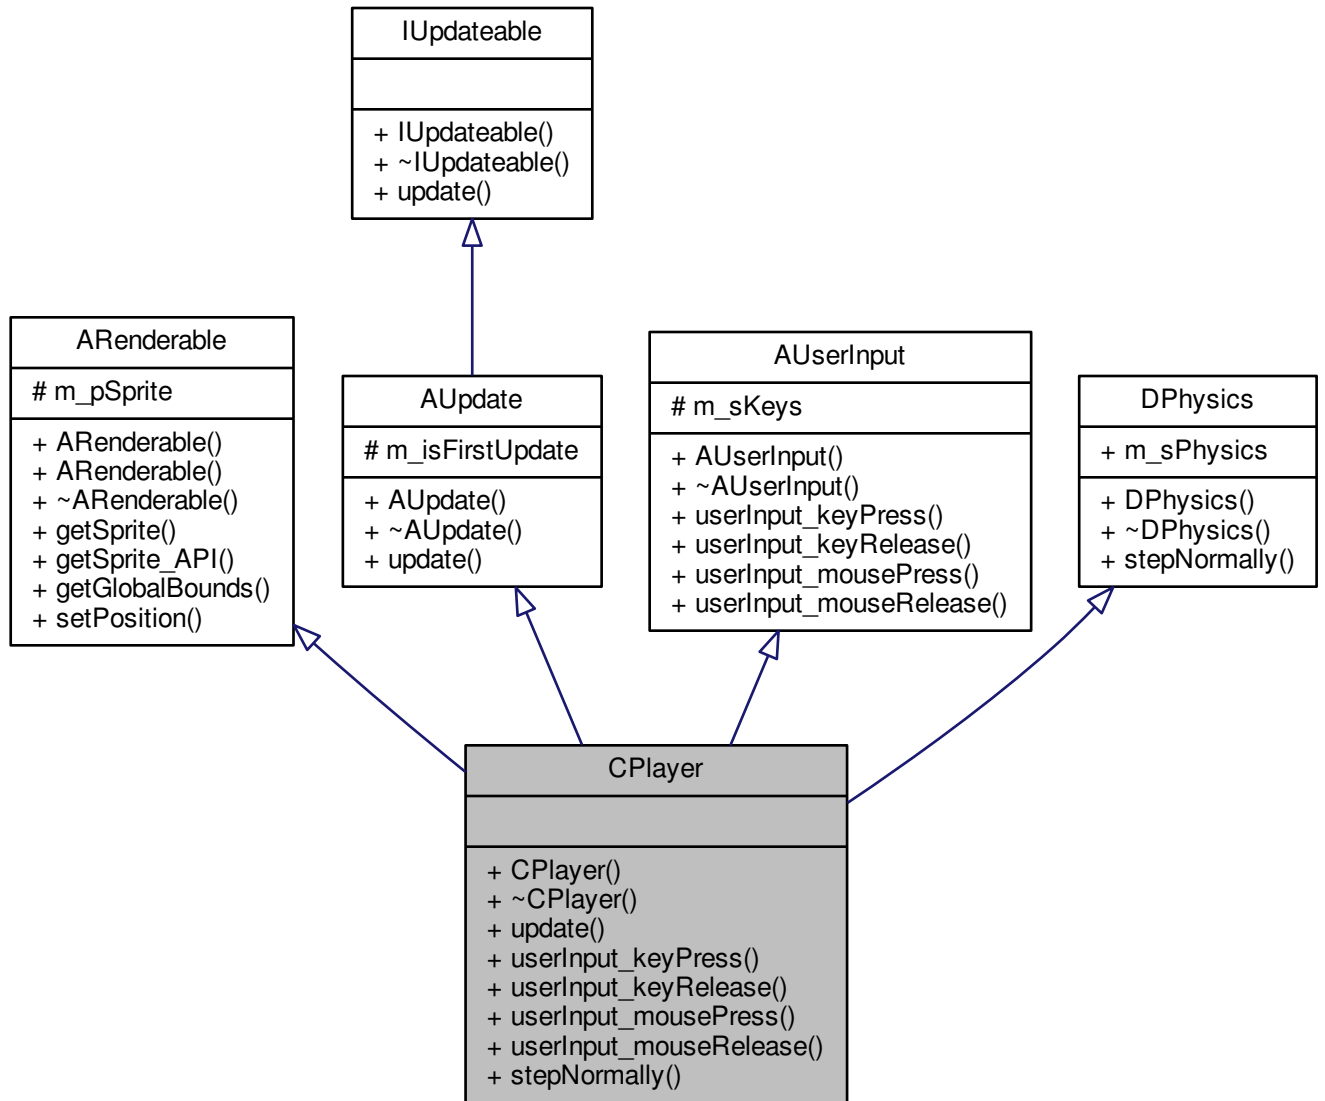 IUpdateable
+ IUpdateable()
+ ~IUpdateable()
+ update()
ARenderable
# m_pSprite
+ ARenderable()
+ ARenderable()
+ ~ARenderable()
+ getSprite()
+ getSprite_API()
+ getGlobalBounds()
+ setPosition()
AUpdate
# m_isFirstUpdate
+ AUpdate()
+ ~AUpdate()
+ update()
AUserInput
# m_sKeys
+ AUserInput()
+ ~AUserInput()
+ userInput_keyPress()
+ userInput_keyRelease()
+ userInput_mousePress()
+ userInput_mouseRelease()
DPhysics
+ m_sPhysics
+ DPhysics()
+ ~DPhysics()
+ stepNormally()
CPlayer
+ CPlayer()
+ ~CPlayer()
+ update()
+ userInput_keyPress()
+ userInput_keyRelease()
+ userInput_mousePress()
+ userInput_mouseRelease()
+ stepNormally()